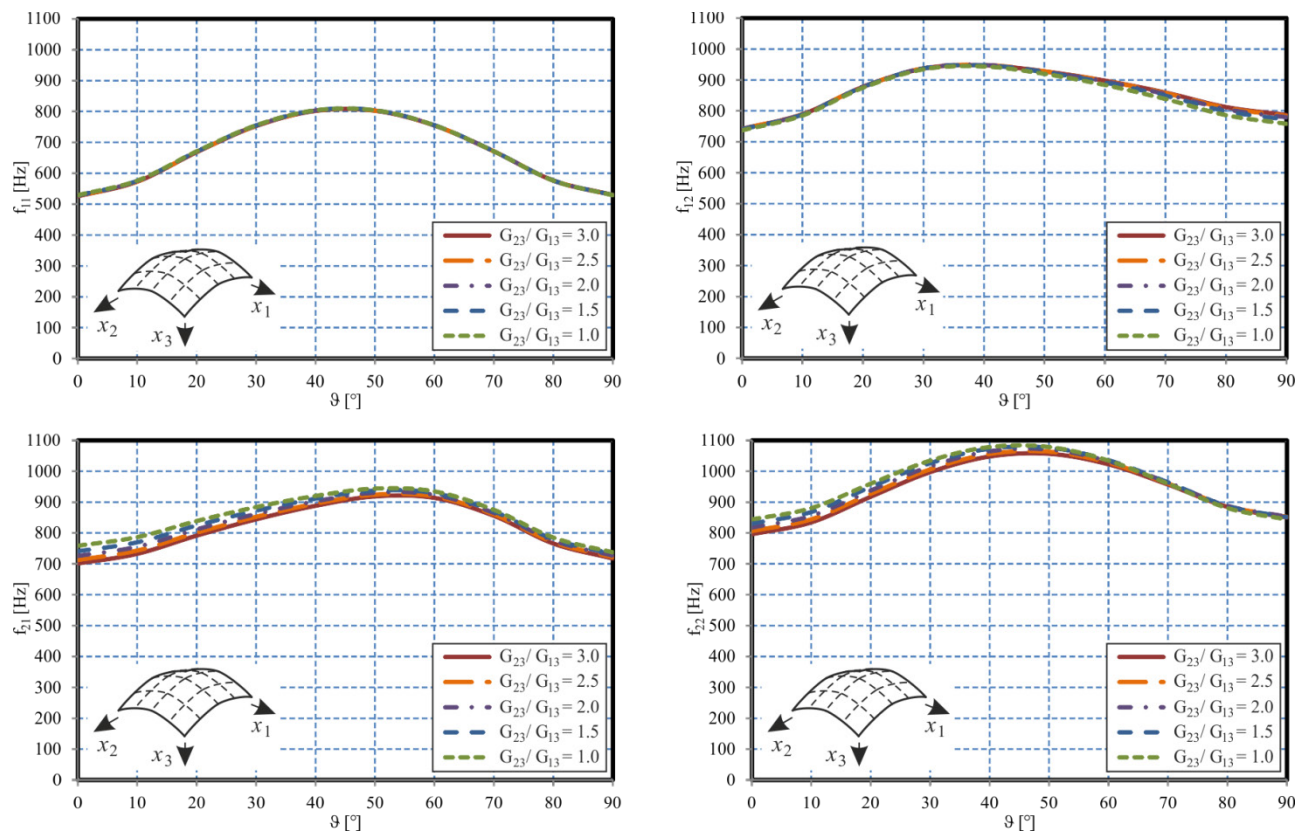 1100
1000
900
800
700
600
500
400
300
200
100
0
f11 [Hz]
G23/ G13 = 3.0
G23/ G13 = 2.5
G23/ G13 = 2.0
G23/ G13 = 1.5
G23/ G13 = 1.0
x2
x1
x3
0 10 20 30 40 50 60 70 80 90
ϑ [°]
1100
1000
900
800
700
600
500
400
300
200
100
0
f12 [Hz]
G23/ G13 = 3.0
G23/ G13 = 2.5
G23/ G13 = 2.0
G23/ G13 = 1.5
G23/ G13 = 1.0
x2
x1
x3
0 10 20 30 40 50 60 70 80 90
ϑ [°]
1100
1000
900
800
700
600
500
400
300
200
100
0
f21 [Hz]
G23/ G13 = 3.0
G23/ G13 = 2.5
G23/ G13 = 2.0
G23/ G13 = 1.5
G23/ G13 = 1.0
x2
x1
x3
0 10 20 30 40 50 60 70 80 90
ϑ [°]
1100
1000
900
800
700
600
500
400
300
200
100
0
f22 [Hz]
G23/ G13 = 3.0
G23/ G13 = 2.5
G23/ G13 = 2.0
G23/ G13 = 1.5
G23/ G13 = 1.0
x2
x1
x3
0 10 20 30 40 50 60 70 80 90
ϑ [°]